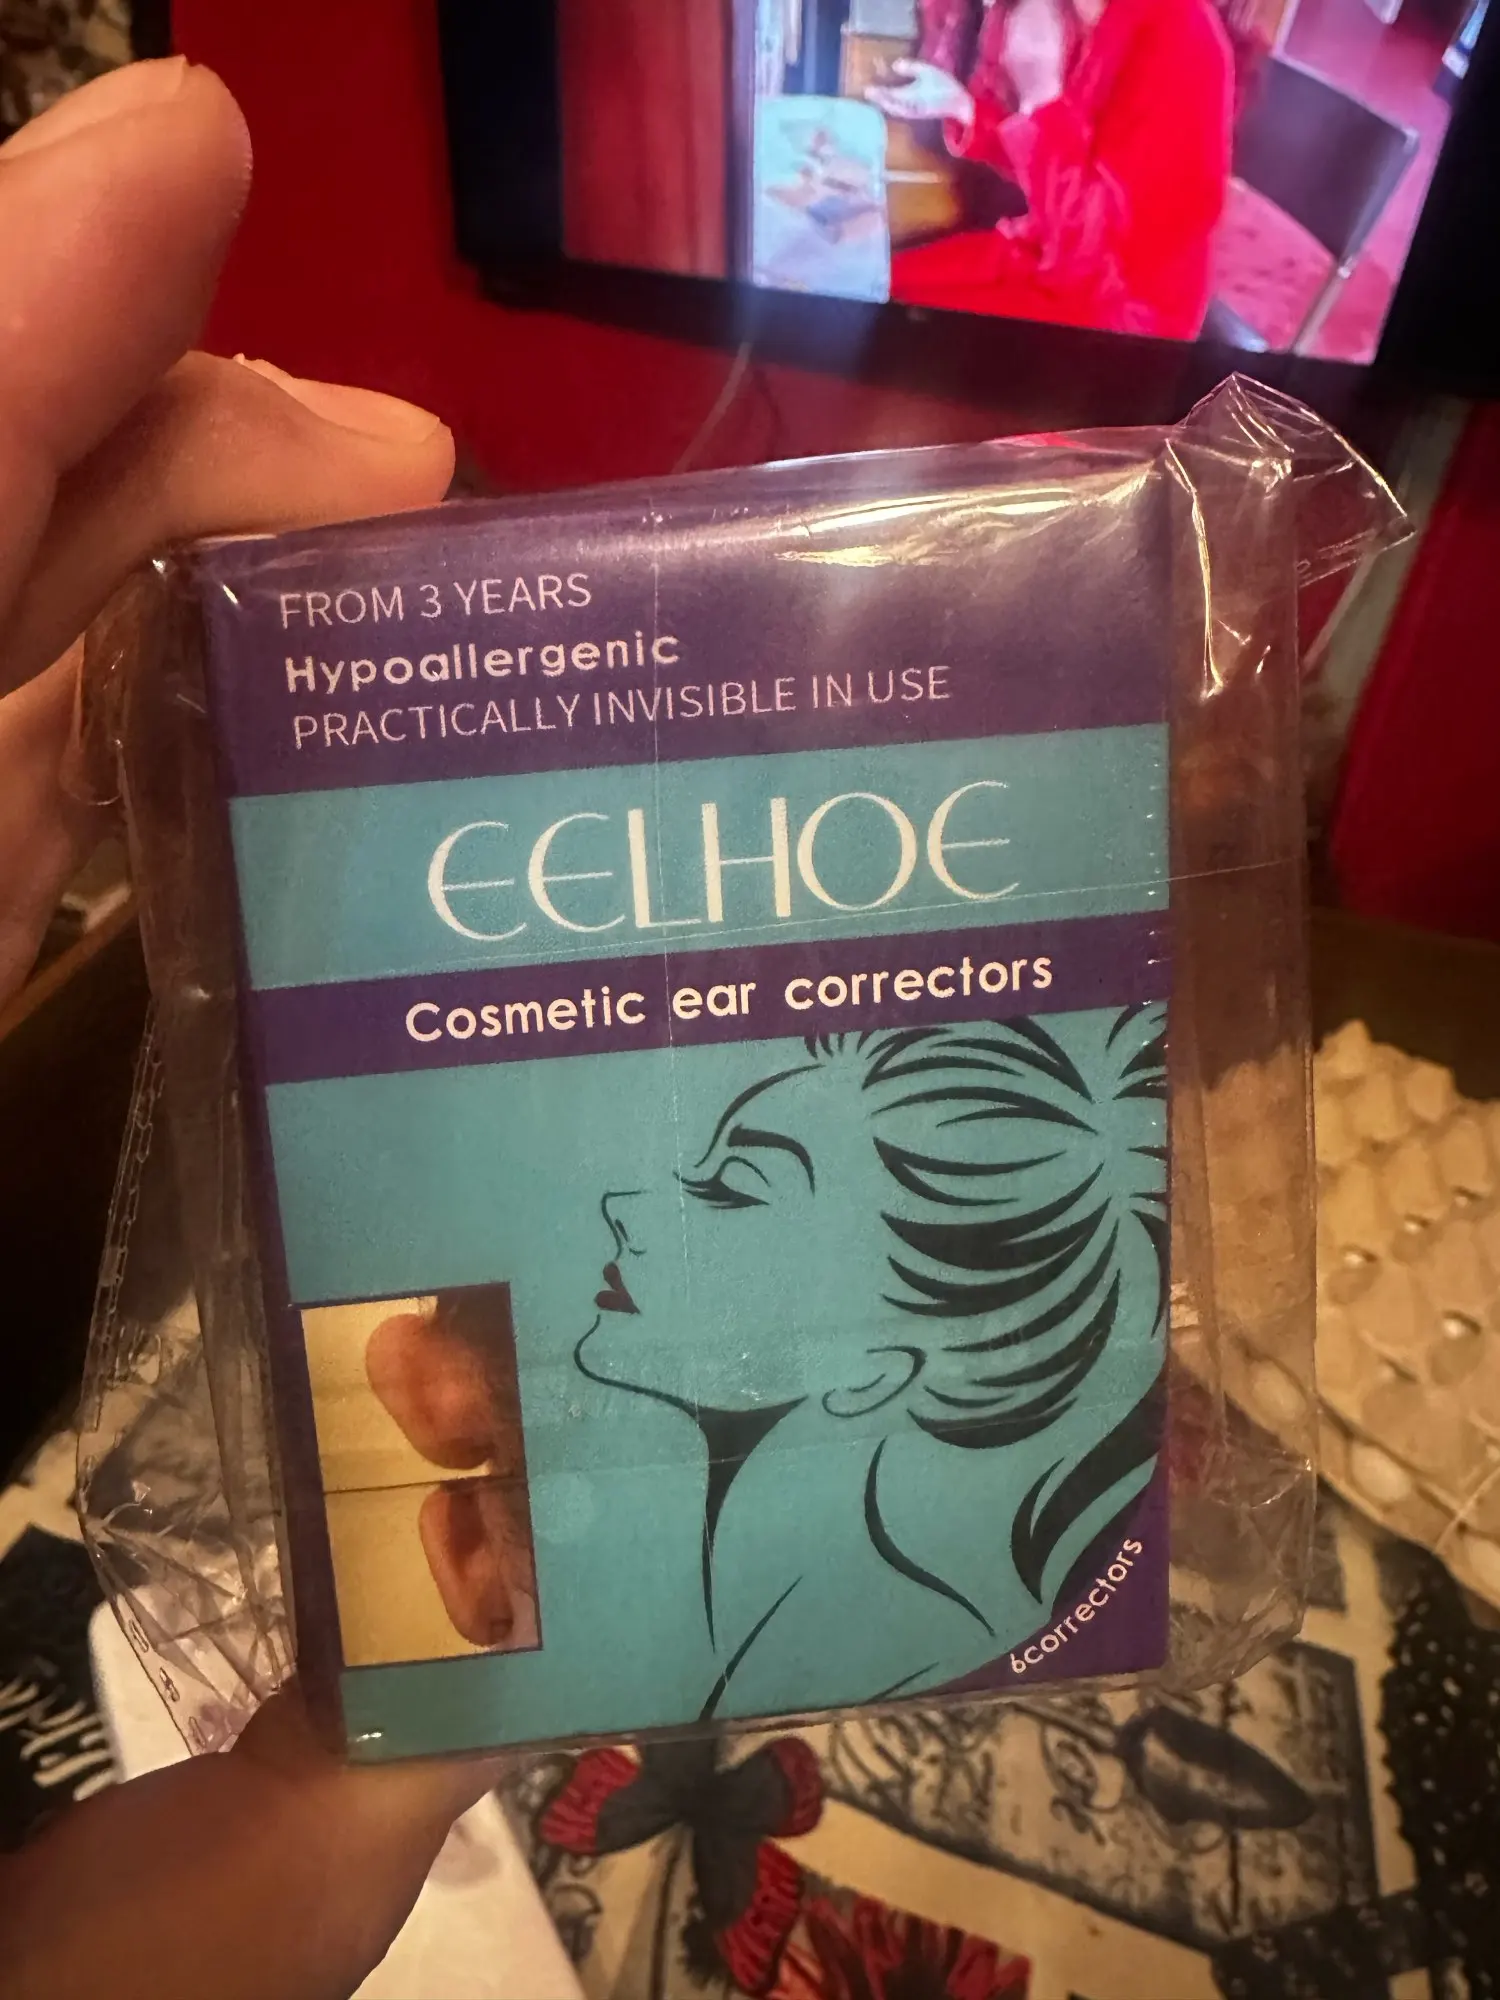 FROM 3 YEARS
Hypoallergenic
PRACTICALLY INVISIBLE IN USE
EELHOE
Cosmetic ear correctors
6correctors